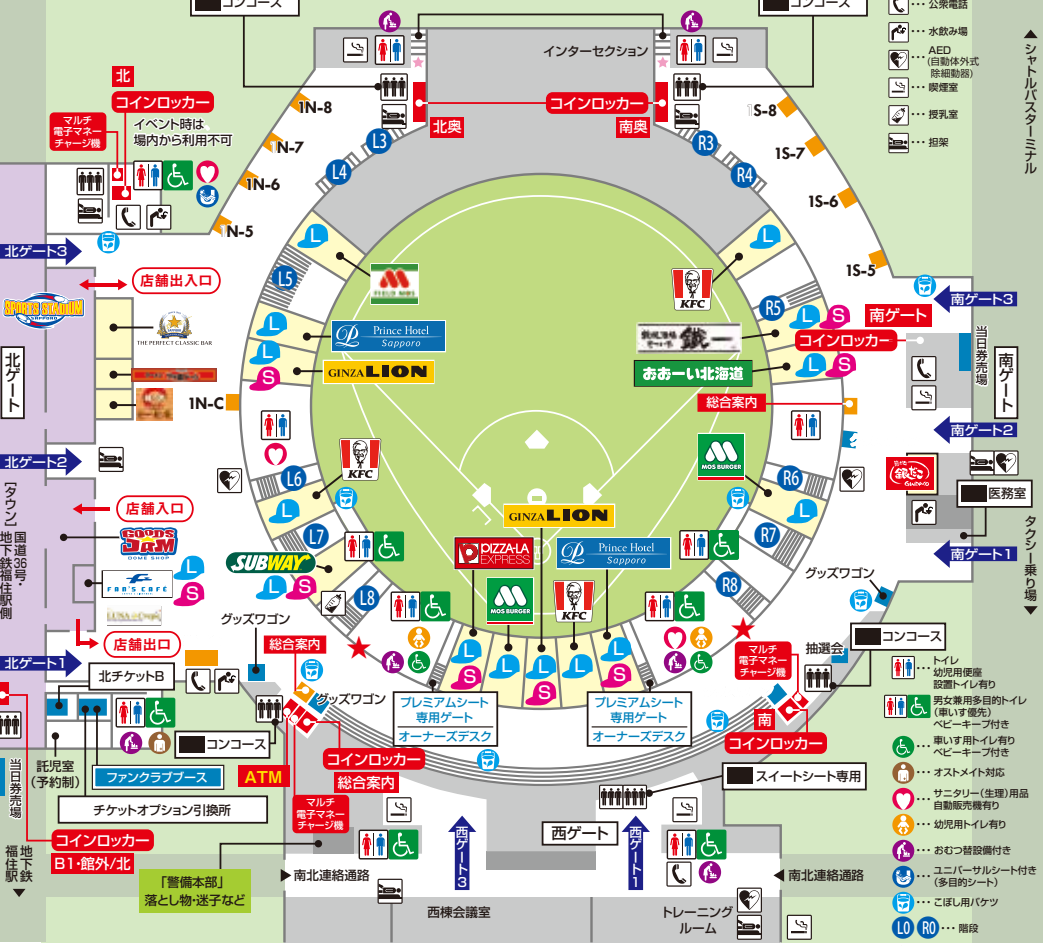 コンコース
コンコース
公衆電話
水飲み場
AED
(自動体外式
除細動器)
喫煙室
授乳室
担架
▲シャトルバスターミナル
インターセクション
北
コインロッカー
イベント時は
場内から利用不可
マルチ
電子マネー
チャージ機
1N-8
1N-7
1N-6
1N-5
北奥
コインロッカー
南奥
1S-8
1S-7
1S-6
1S-5
L3
L4
R3
R4
北ゲート3
店舗出入口
SPORTS STADIUM
SAPPORO
THE PERFECT CLASSIC BAR
北ゲート
1N-C
L
L5
L
Prince Hotel
Sapporo
L
S
GINZA LION
L
KFC
R5
L
S
おおーい北海道
L
S
南ゲート3
南ゲート
コインロッカー
当日券売場
南ゲート
総合案内
南ゲート2
北ゲート2
L6
KFC
L
L7
MOS BURGER
R6
L
R7
銀だこ
GINDACO
医務室
南ゲート1
タクシー乗り場▼
[タウン]
国道36号・
地下鉄福住駅側
店舗入口
GOODS JAM
DOME SHOP
FAN'S CAFÉ
L
S
店舗出口
SUBWAY
L
S
L8
GINZA LION
PIZZA-LA
EXPRESS
Prince Hotel
Sapporo
MOS BURGER
KFC
R8
グッズワゴン
グッズワゴン
総合案内
グッズワゴン
北ゲート1
北チケットB
L
S
L
L
S
L
L
S
プレミアムシート
専用ゲート
オーナーズデスク
プレミアムシート
専用ゲート
オーナーズデスク
マルチ
電子マネー
チャージ機
抽選会
コンコース
南
コインロッカー
コンコース
コインロッカー
総合案内
ATM
託児室
(予約制)
ファンクラブブース
チケットオプション引換所
当日券売場
マルチ
電子マネー
チャージ機
スイートシート専用
コインロッカー
B1・館外/北
地下鉄
福住駅
▼
西ゲート3
西ゲート
西ゲート1
「警備本部」
落とし物・迷子など
▶南北連絡通路
◀南北連絡通路
西棟会議室
トレーニング
ルーム
トイレ
幼児用便座
設置トイレ有り
男女兼用多目的トイレ
(車いす優先)
ベビーキープ付き
車いす用トイレ有り
ベビーキープ付き
オストメイト対応
サニタリー(生理)用品
自動販売機有り
幼児用トイレ有り
おむつ替設備付き
ユニバーサルシート付き
(多目的シート)
こぼし用バケツ
L0 R0 階段